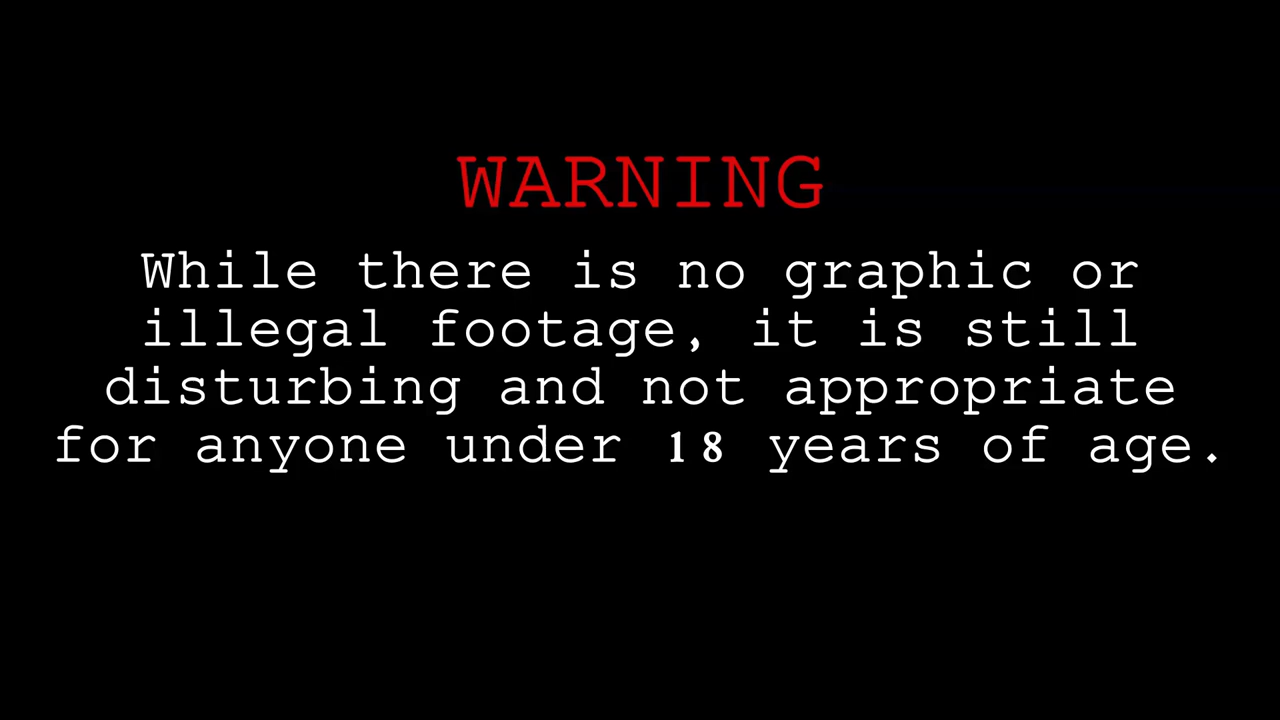 WARNING
While there is no graphic or
illegal footage, it is still
disturbing and not appropriate
for anyone under 18 years of age.